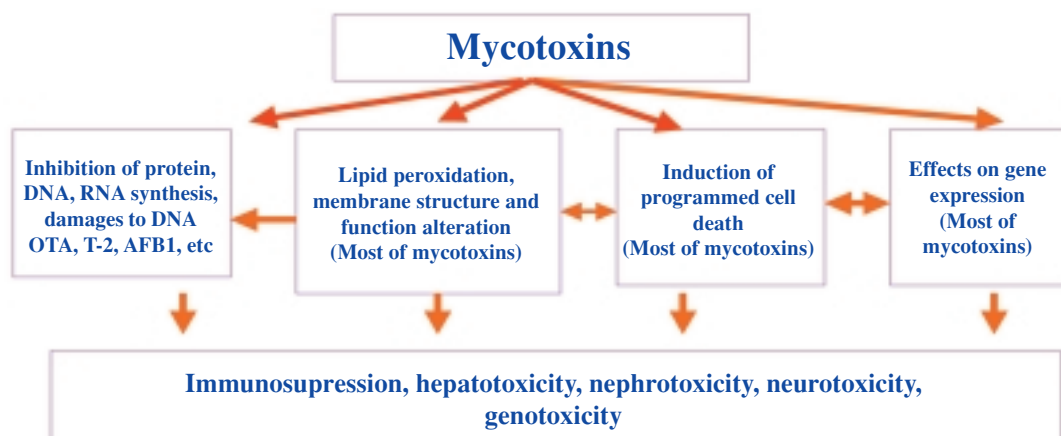 Mycotoxins
Inhibition of protein,
DNA, RNA synthesis,
damages to DNA
OTA, T-2, AFB1, etc
Lipid peroxidation,
membrane structure and
function alteration
(Most of mycotoxins)
Induction of
programmed cell
death
(Most of mycotoxins)
Effects on gene
expression
(Most of
mycotoxins)
Immunosupression, hepatotoxicity, nephrotoxicity, neurotoxicity,
genotoxicity